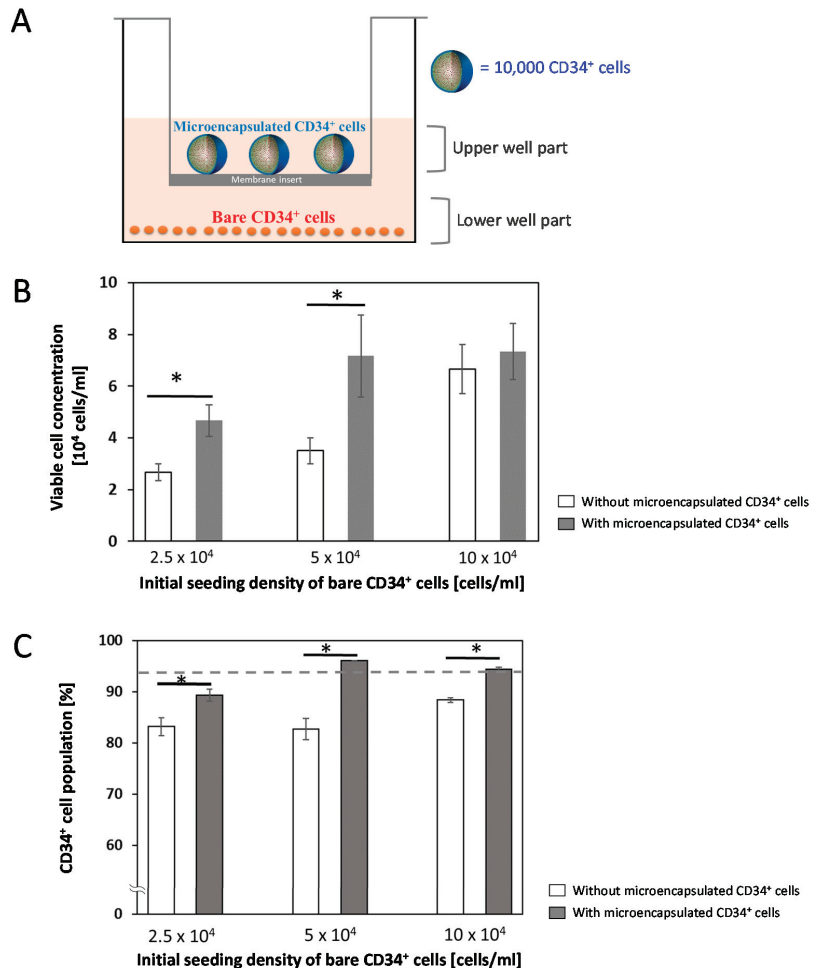 A
= 10,000 CD34⁺ cells
Microencapsulated CD34⁺ cells
Upper well part
Membrane insert
Bare CD34⁺ cells
Lower well part
B
Viable cell concentration
[10⁴ cells/ml]
10
8
6
4
2
0
*
*
2.5 x 10⁴
5 x 10⁴
10 x 10⁴
Initial seeding density of bare CD34⁺ cells [cells/ml]
Without microencapsulated CD34⁺ cells
With microencapsulated CD34⁺ cells
C
CD34⁺ cell population [%]
100
90
80
70
60
0
*
*
*
2.5 x 10⁴
5 x 10⁴
10 x 10⁴
Initial seeding density of bare CD34⁺ cells [cells/ml]
Without microencapsulated CD34⁺ cells
With microencapsulated CD34⁺ cells